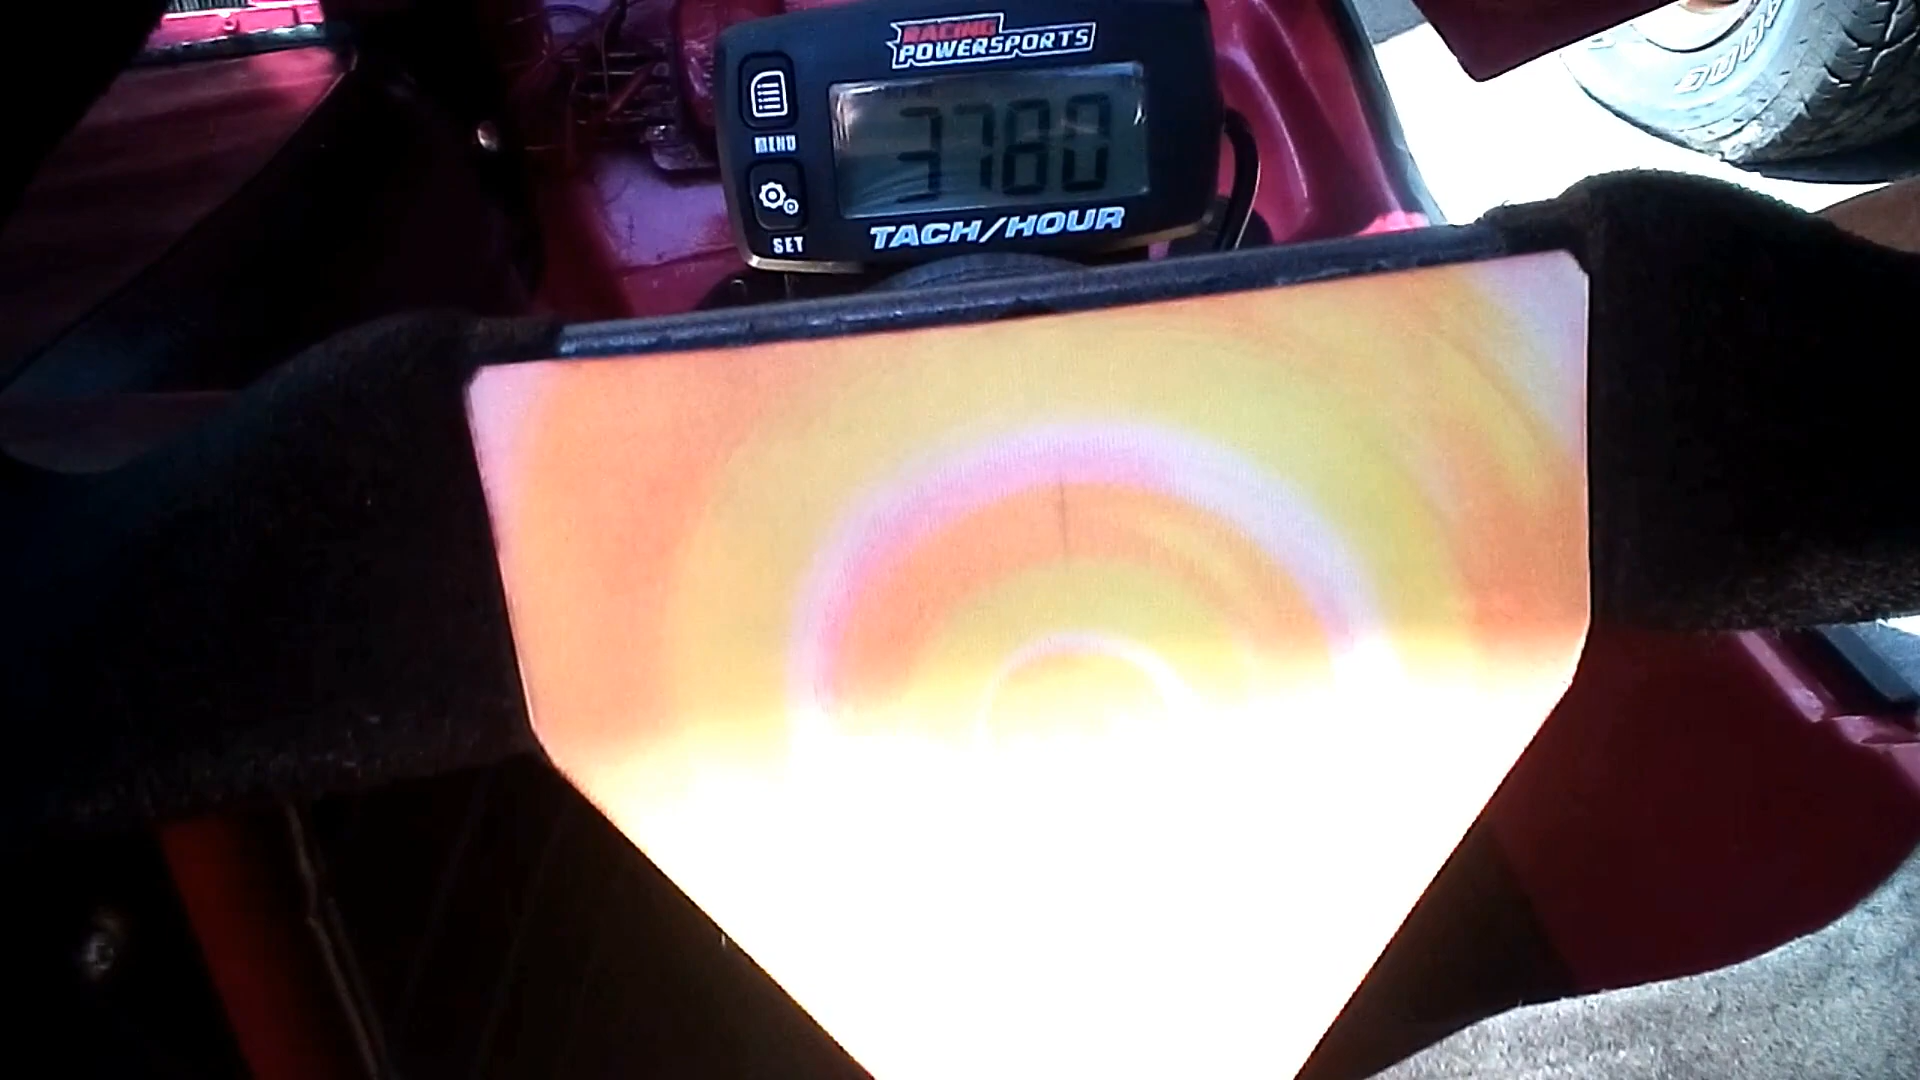 RACING
POWERSPORTS
MENU
3780
SET
TACH/HOUR